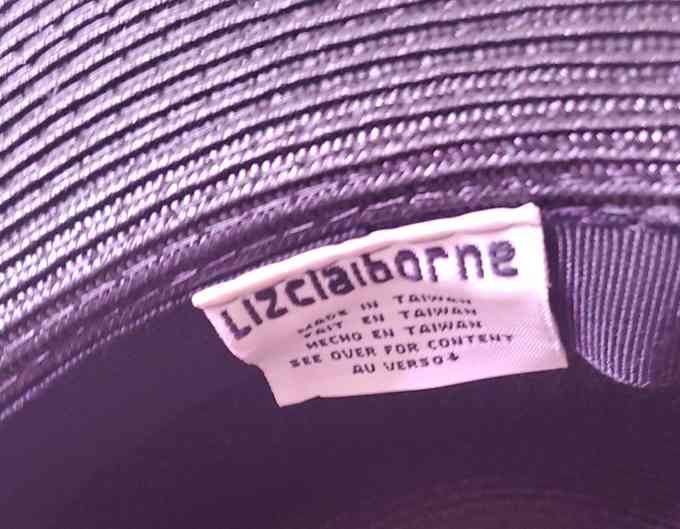 Lizclaiborne
MADE IN TAIWAN
FAIT EN TAIWAN
HECHO EN TAIWAN
SEE OVER FOR CONTENT
AU VERSO*